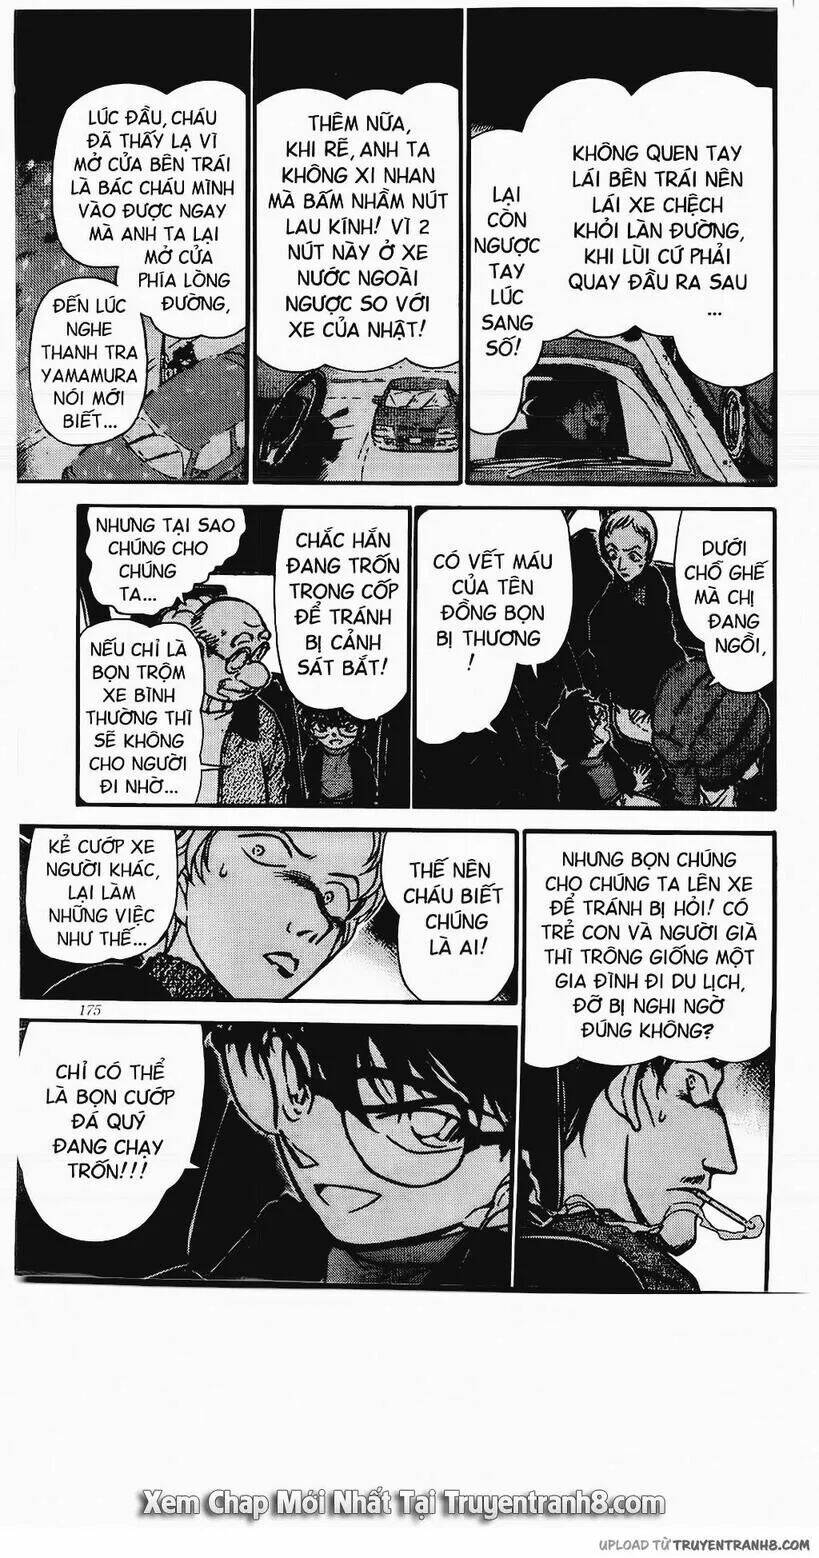 KHÔNG QUEN TAY
LÁI BÊN TRÁI NÊN
LÁI XE CHỆCH
KHỎI LÀN ĐƯỜNG,
KHI LÙI CỨ PHẢI
QUAY ĐẦU RA SAU
...
LẠI
CÒN
NGƯỢC
TAY
LÚC
SANG
SỐ!
THÊM NỮA,
KHI RẼ, ANH TA
KHÔNG XI NHAN
MÀ BẤM NHẦM NÚT
LAU KÍNH! VÌ 2
NÚT NÀY Ở XE
NƯỚC NGOÀI
NGƯỢC SO VỚI
XE CỦA NHẬT!
LÚC ĐẦU, CHÁU
ĐÃ THẤY LẠ VÌ
MỞ CỬA BÊN TRÁI
LÀ BÁC CHÁU MÌNH
VÀO ĐƯỢC NGAY
MÀ ANH TA LẠI
MỞ CỬA
PHÍA LÒNG
ĐƯỜNG,
ĐẾN LÚC
NGHE
THANH TRA
YAMAMURA
NÓI MỚI
BIẾT...
DƯỚI
CHỖ GHẾ
MÀ CHỊ
ĐANG
NGỒI,
CÓ VẾT MÁU
CỦA TÊN
ĐỒNG BỌN
BỊ THƯƠNG
!
CHẮC HẮN
ĐANG TRỐN
TRONG CỐP
ĐỂ TRÁNH
BỊ CẢNH
SÁT BẮT!
NHƯNG TẠI SAO
CHÚNG CHO
CHÚNG
TA...
NẾU CHỈ LÀ
BỌN TRỘM
XE BÌNH
THƯỜNG THÌ
SẼ KHÔNG
CHO NGƯỜI
ĐI NHỜ...
NHƯNG BỌN CHÚNG
CHO CHÚNG TA LÊN XE
ĐỂ TRÁNH BỊ HỎI! CÓ
TRẺ CON VÀ NGƯỜI GIÀ
THÌ TRÔNG GIỐNG MỘT
GIA ĐÌNH ĐI DU LỊCH,
ĐỠ BỊ NGHI NGỜ
ĐÚNG KHÔNG?
THẾ NÊN
CHÁU BIẾT
CHÚNG
LÀ AI!
KẺ CƯỚP XE
NGƯỜI KHÁC,
LẠI LÀM
NHỮNG VIỆC
NHƯ THẾ...
175
CHỈ CÓ THỂ
LÀ BỌN CƯỚP
ĐÁ QUÝ
ĐANG CHẠY
TRỐN!!!
Xem Chap Mới Nhất Tại Truyentranh8.com
UPLOAD TỪ TRUYENTRANH8.COM